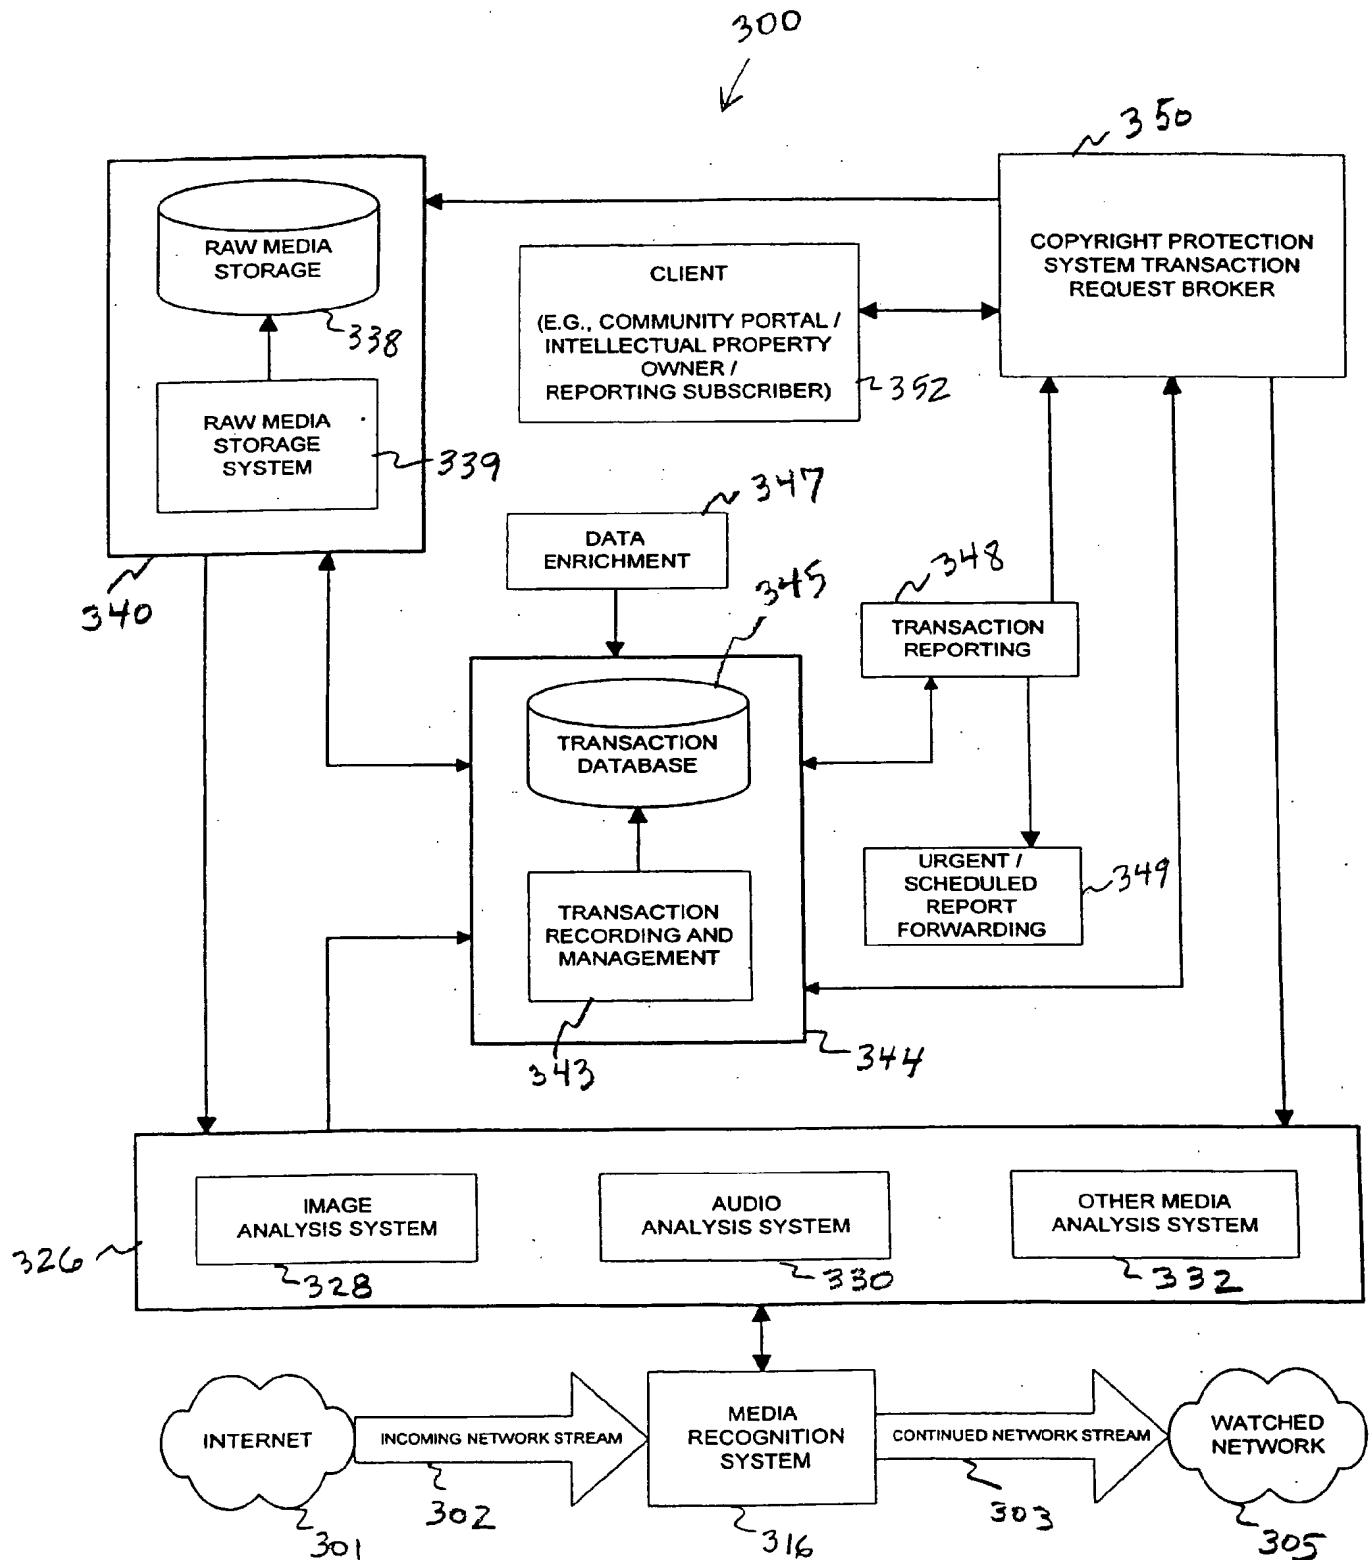 300
350
RAW MEDIA
STORAGE
338
RAW MEDIA
STORAGE
SYSTEM
339
340
CLIENT
(E.G., COMMUNITY PORTAL /
INTELLECTUAL PROPERTY
OWNER /
REPORTING SUBSCRIBER)
352
COPYRIGHT PROTECTION
SYSTEM TRANSACTION
REQUEST BROKER
347
DATA
ENRICHMENT
345
348
TRANSACTION
REPORTING
TRANSACTION
DATABASE
URGENT /
SCHEDULED
REPORT
FORWARDING
349
TRANSACTION
RECORDING AND
MANAGEMENT
343
344
326
IMAGE
ANALYSIS SYSTEM
328
AUDIO
ANALYSIS SYSTEM
330
OTHER MEDIA
ANALYSIS SYSTEM
332
INTERNET
301
INCOMING NETWORK STREAM
302
MEDIA
RECOGNITION
SYSTEM
316
CONTINUED NETWORK STREAM
303
WATCHED
NETWORK
305